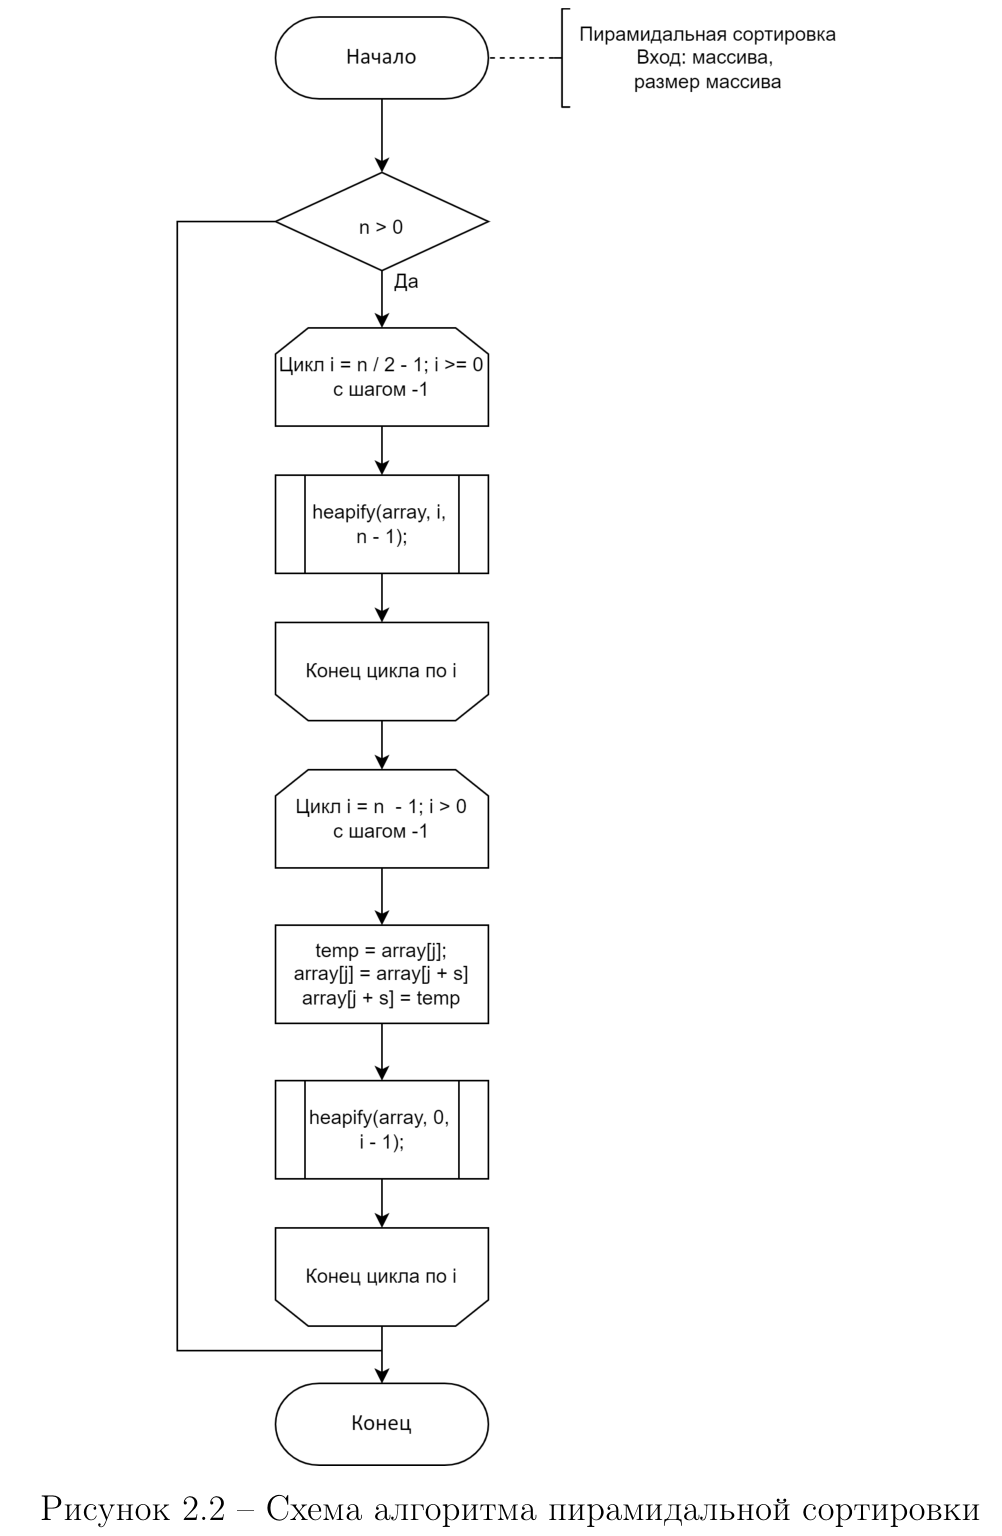 Начало
Пирамидальная сортировка
Вход: массива,
размер массива
n > 0
Да
Цикл i = n / 2 - 1; i >= 0
с шагом -1
heapify(array, i,
n - 1);
Конец цикла по i
Цикл i = n  - 1; i > 0
с шагом -1
temp = array[j];
array[j] = array[j + s]
array[j + s] = temp
heapify(array, 0,
i - 1);
Конец цикла по i
Конец
Рисунок 2.2 – Схема алгоритма пирамидальной сортировки